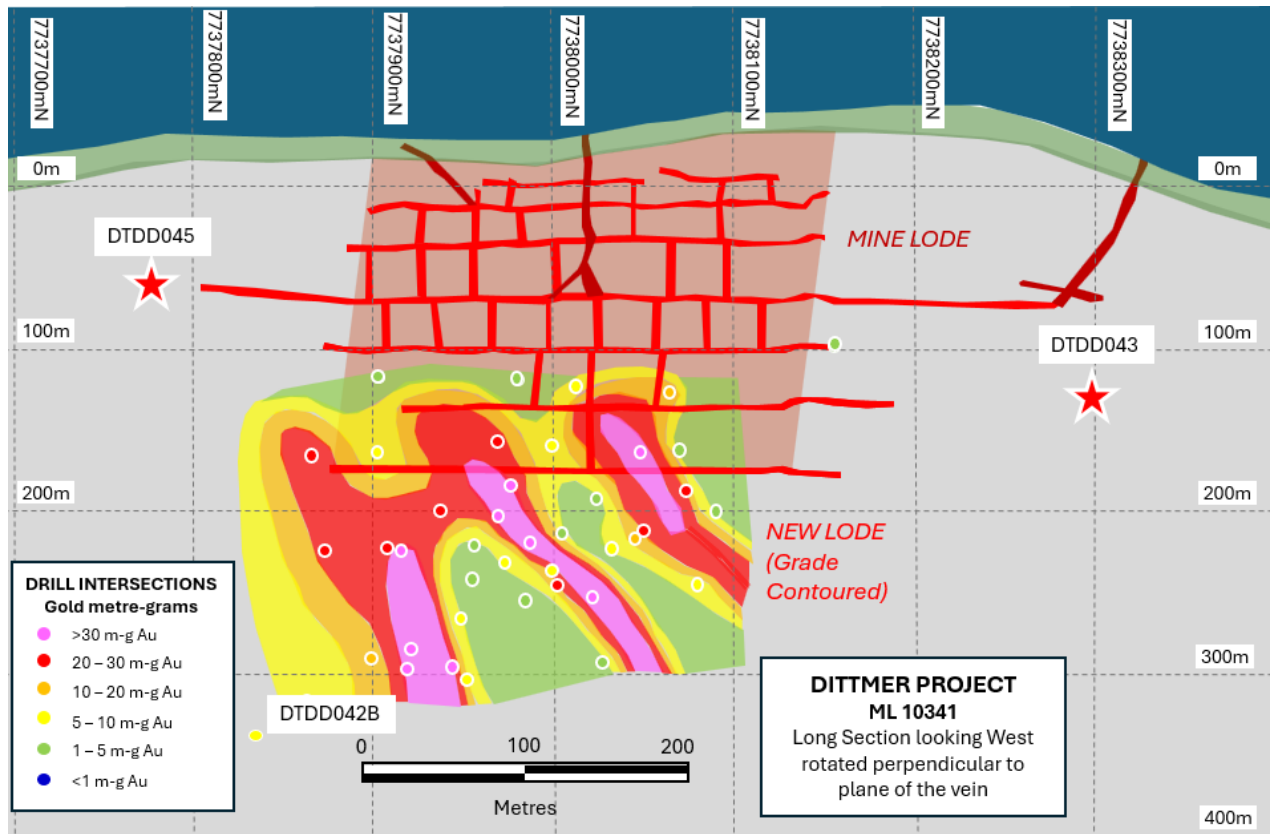 7737700mN
7737800mN
7737900mN
7738000mN
7738100mN
7738200mN
7738300mN
0m
0m
DTDD045
MINE LODE
100m
100m
DTDD043
200m
200m
NEW LODE
(Grade
Contoured)
DRILL INTERSECTIONS
Gold metre-grams
>30 m-g Au
20 – 30 m-g Au
10 – 20 m-g Au
5 – 10 m-g Au
1 – 5 m-g Au
<1 m-g Au
300m
DTDD042B
0 100 200
Metres
DITTMER PROJECT
ML 10341
Long Section looking West
rotated perpendicular to
plane of the vein
400m